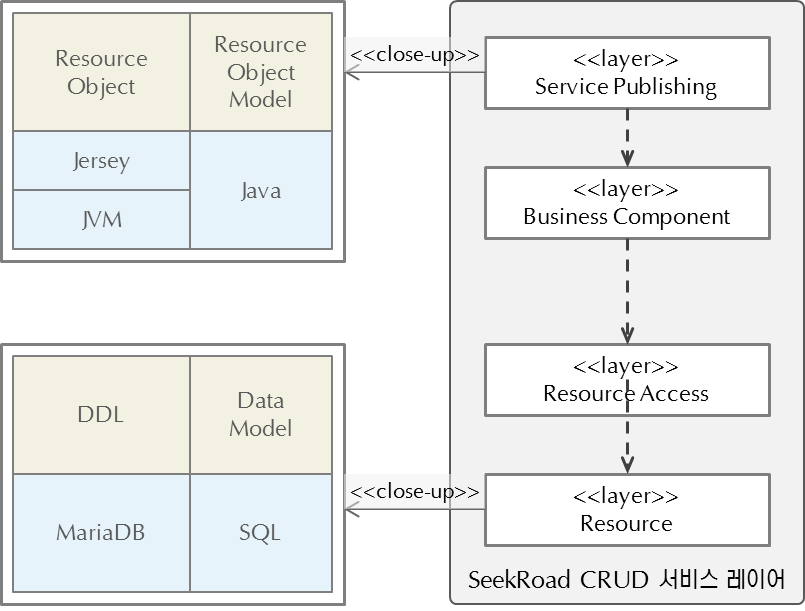 Resource
Object
Resource
Object
Model
Jersey
JVM
Java
<<close-up>>
<<layer>>
Service Publishing
<<layer>>
Business Component
<<layer>>
Resource Access
DDL
Data
Model
MariaDB
SQL
<<close-up>>
<<layer>>
Resource
SeekRoad CRUD 서비스 레이어